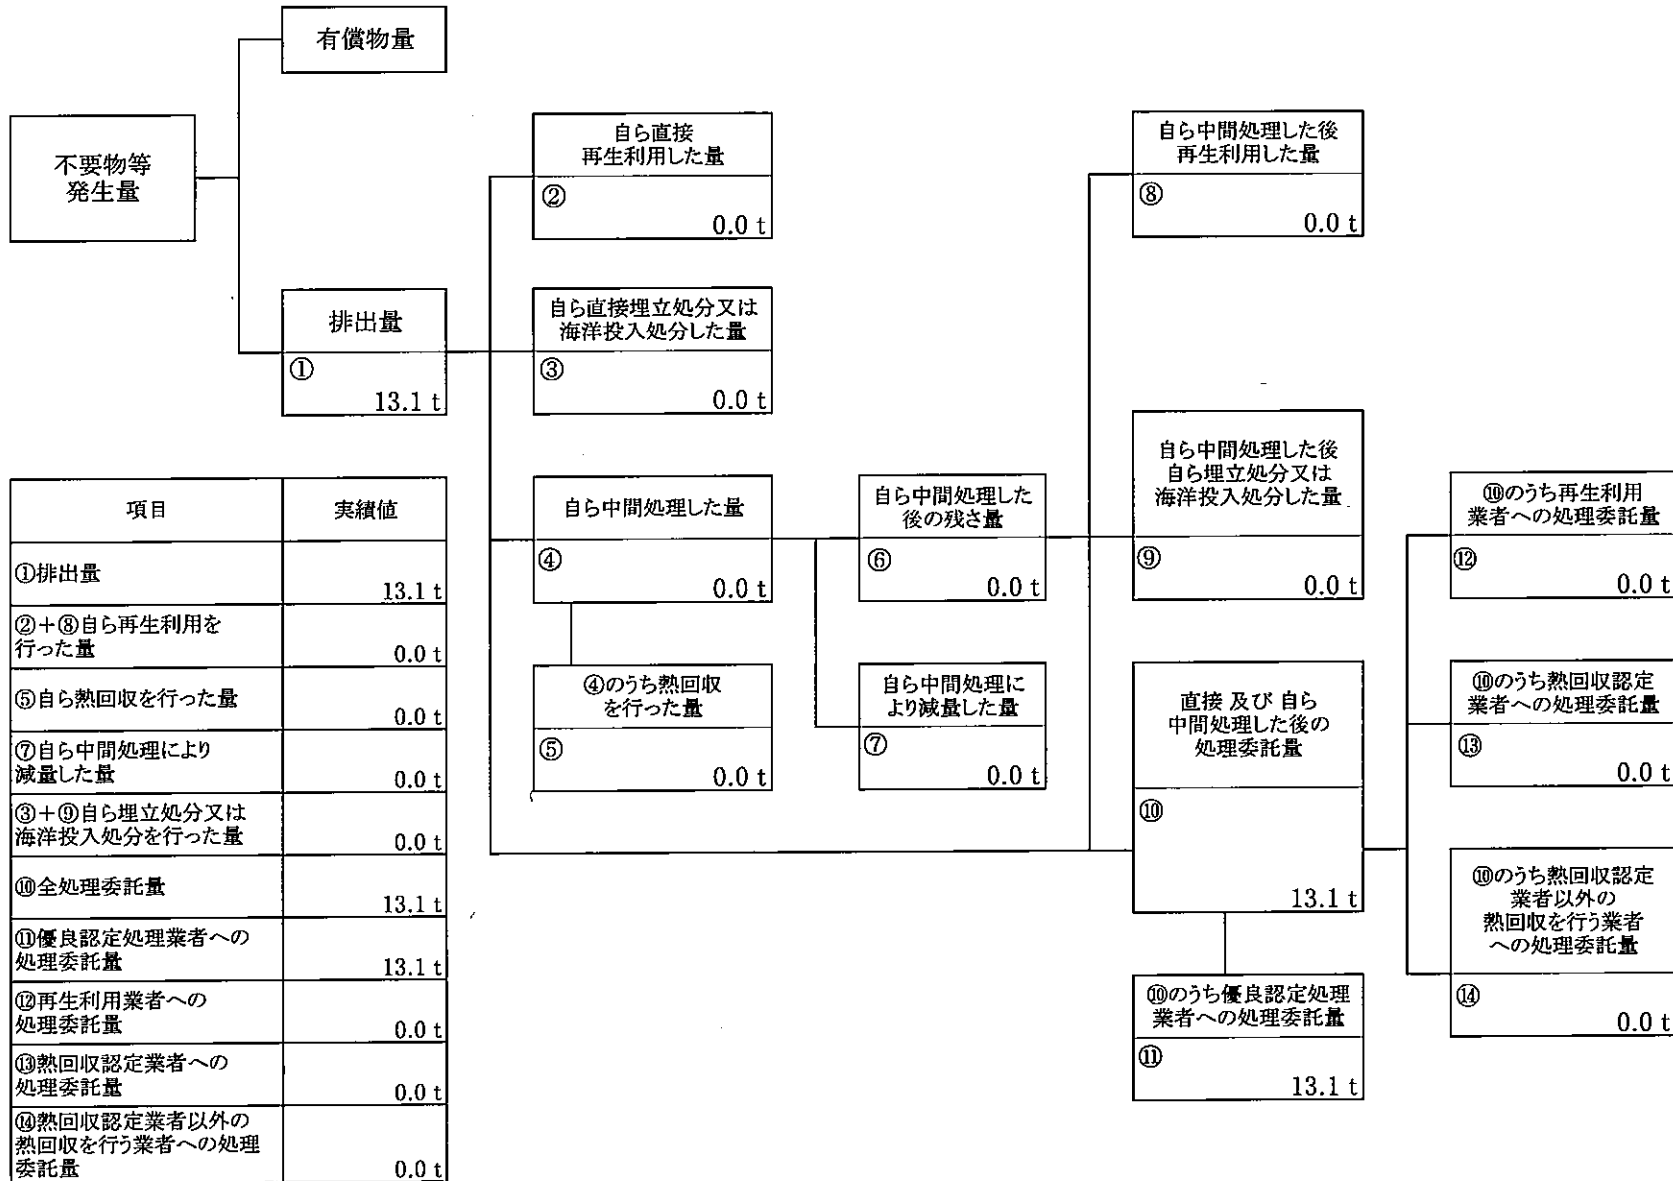 有償物量
不要物等
発生量
自ら直接
再生利用した量
②
0.0 t
自ら中間処理した後
再生利用した量
⑧
0.0 t
排出量
①
13.1 t
自ら直接埋立処分又は
海洋投入処分した量
③
0.0 t
自ら中間処理した量
④
0.0 t
自ら中間処理した
後の残さ量
⑥
0.0 t
自ら中間処理した後
自ら埋立処分又は
海洋投入処分した量
⑨
0.0 t
⑩のうち再生利用
業者への処理委託量
⑫
0.0 t
④のうち熱回収
を行った量
⑤
0.0 t
自ら中間処理に
より減量した量
⑦
0.0 t
直接 及び 自ら
中間処理した後の
処理委託量
⑩
13.1 t
⑩のうち熱回収認定
業者への処理委託量
⑬
0.0 t
⑩のうち熱回収認定
業者以外の
熱回収を行う業者
への処理委託量
⑭
0.0 t
⑩のうち優良認定処理
業者への処理委託量
⑪
13.1 t
項目 実績値
①排出量
13.1 t
②+⑧自ら再生利用を
行った量
0.0 t
⑤自ら熱回収を行った量
0.0 t
⑦自ら中間処理により
減量した量
0.0 t
③+⑨自ら埋立処分又は
海洋投入処分を行った量
0.0 t
⑩全処理委託量
13.1 t
⑪優良認定処理業者への
処理委託量
13.1 t
⑫再生利用業者への
処理委託量
0.0 t
⑬熱回収認定業者への
処理委託量
0.0 t
⑭熱回収認定業者以外の
熱回収を行う業者への処理
委託量
0.0 t